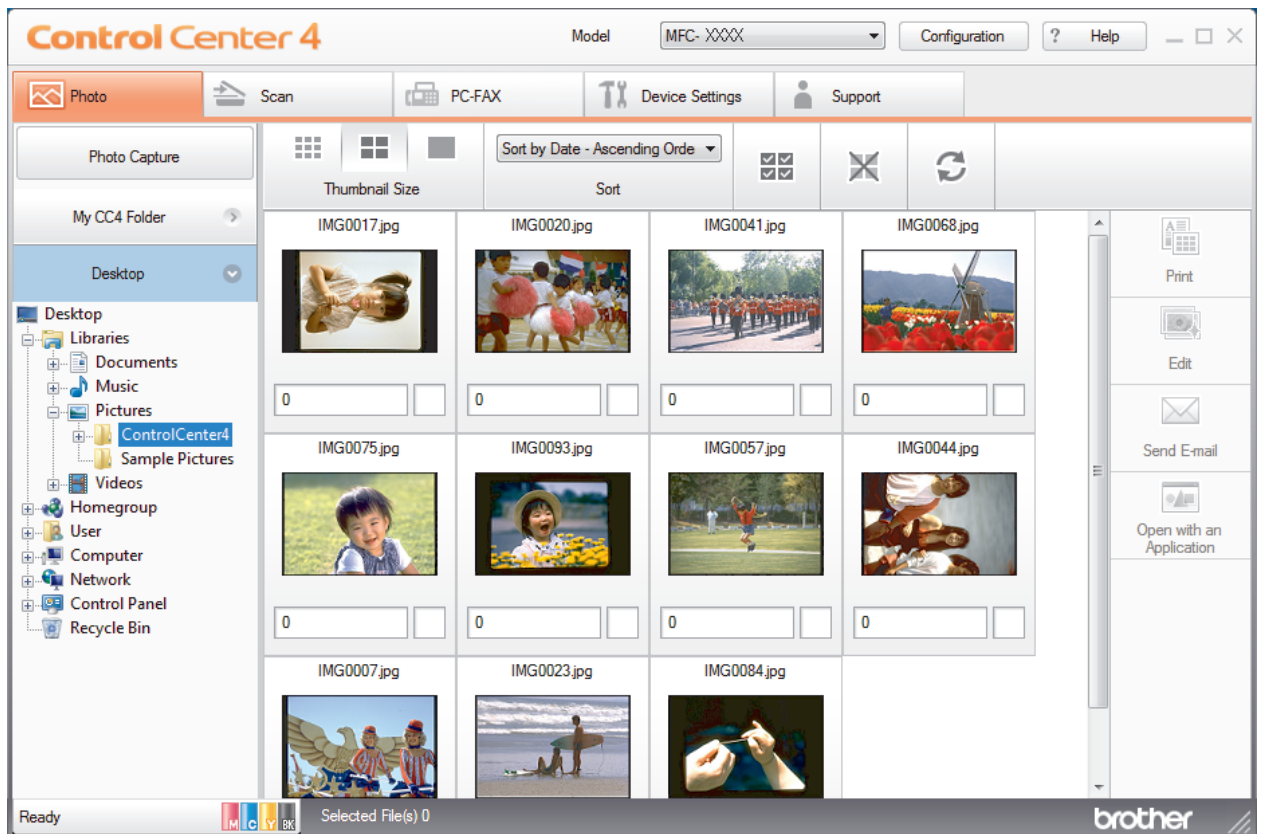 Control Center 4
Model MFC- XXXX Configuration ? Help
Photo Scan PC-FAX Device Settings Support
Photo Capture
My CC4 Folder
Desktop
Thumbnail Size
Sort by Date - Ascending Orde
Sort
Desktop
Libraries
Documents
Music
Pictures
ControlCenter4
Sample Pictures
Videos
Homegroup
User
Computer
Network
Control Panel
Recycle Bin
IMG0017.jpg IMG0020.jpg IMG0041.jpg IMG0068.jpg
0 0 0 0
IMG0075.jpg IMG0093.jpg IMG0057.jpg IMG0044.jpg
0 0 0 0
IMG0007.jpg IMG0023.jpg IMG0084.jpg
Print
Edit
Send E-mail
Open with an
Application
Ready M C Y BK Selected File(s) 0 brother